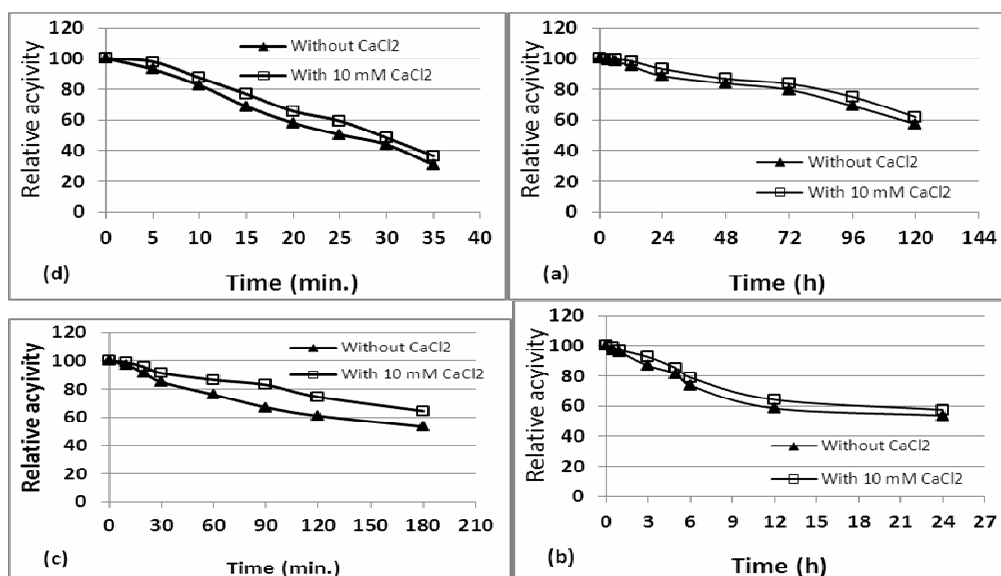 120
100
80
60
40
20
0
Relative acyivity
Without CaCl2
With 10 mM CaCl2
0 5 10 15 20 25 30 35 40
(d)
Time (min.)
120
100
80
60
40
20
0
Relative acyivity
Without CaCl2
With 10 mM CaCl2
0 24 48 72 96 120 144
(a)
Time (h)
120
100
80
60
40
20
0
Relative acyivity
Without CaCl2
With 10 mM CaCl2
0 30 60 90 120 150 180 210
(c)
Time (min.)
120
100
80
60
40
20
0
Relative acyivity
Without CaCl2
With 10 mM CaCl2
0 3 6 9 12 15 18 21 24 27
(b)
Time (h)